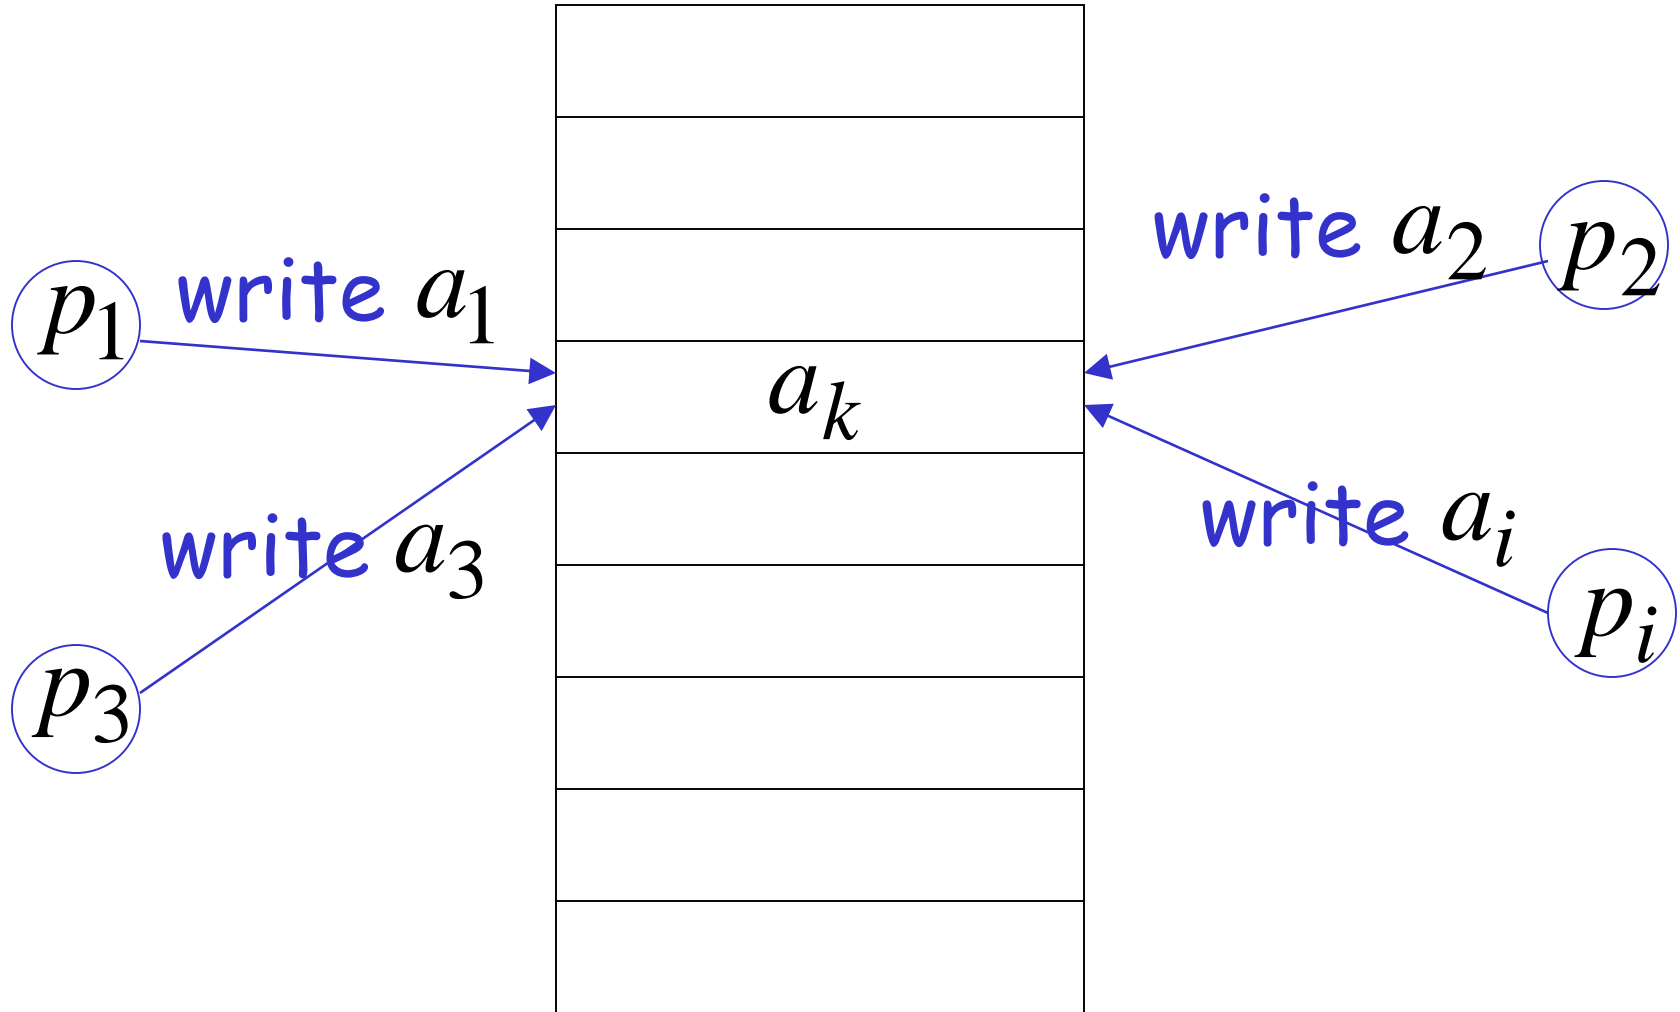 write a₂
p₂
write a₁
p₁
aₖ
write aᵢ
write a₃
pᵢ
p₃